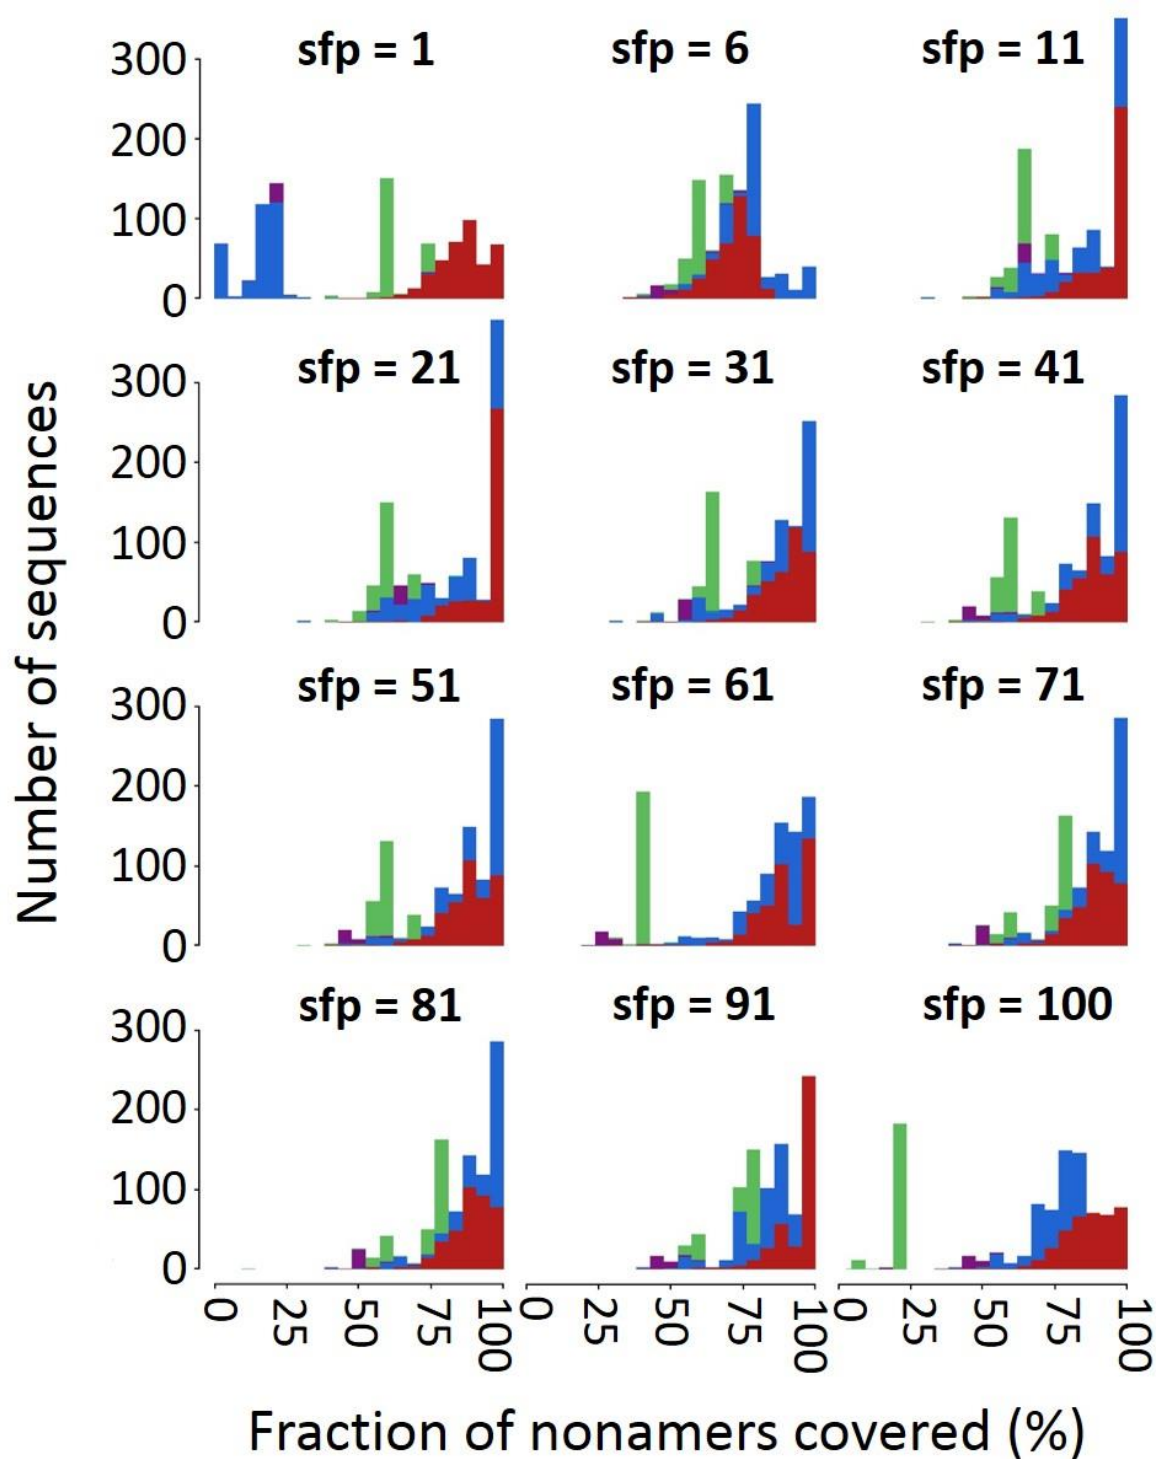 sfp = 1
sfp = 6
sfp = 11
300
200
100
0
sfp = 21
sfp = 31
sfp = 41
300
200
100
0
sfp = 51
sfp = 61
sfp = 71
300
200
100
0
sfp = 81
sfp = 91
sfp = 100
300
200
100
0
Number of sequences
0 25 50 75 100
0 25 50 75 100
0 25 50 75 100
Fraction of nonamers covered (%)